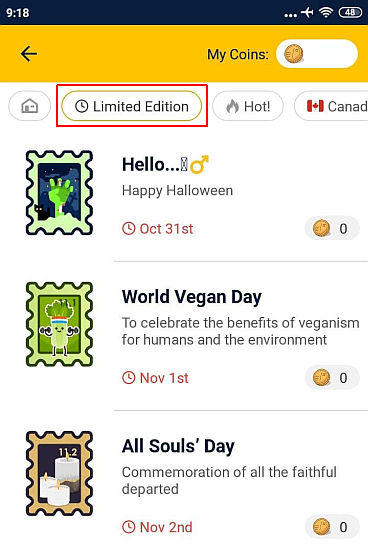 9:18
48
My Coins:
Limited Edition
Hot!
Canad
Hello...
Happy Halloween
Oct 31st
0
World Vegan Day
To celebrate the benefits of veganism
for humans and the environment
Nov 1st
0
11.2
All Souls’ Day
Commemoration of all the faithful
departed
Nov 2nd
0